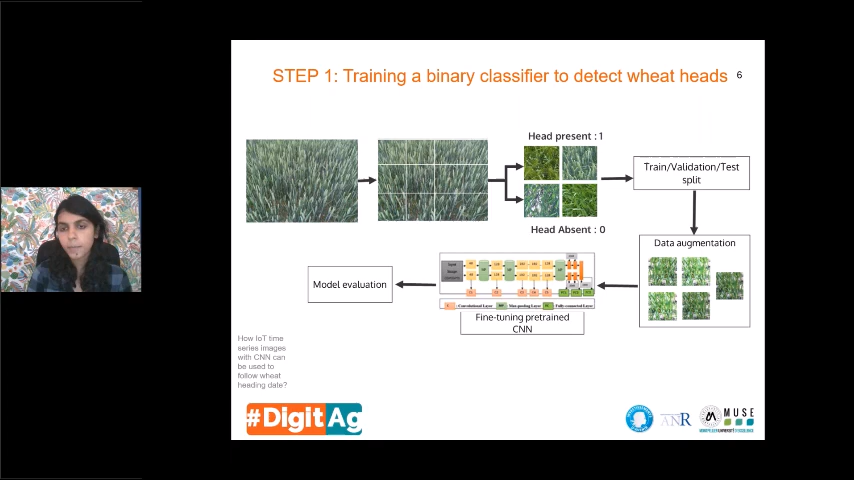 STEP 1: Training a binary classifier to detect wheat heads
6
Head present : 1
Head Absent : 0
Train/Validation/Test
split
Data augmentation
Convolutional Layer
Max-pooling Layer
Fully connected Layer
Fine-tuning pretrained
CNN
Model evaluation
How IoT time
series images
with CNN can
be used to
follow wheat
heading date?
#DigitAg
ANR
MUSE